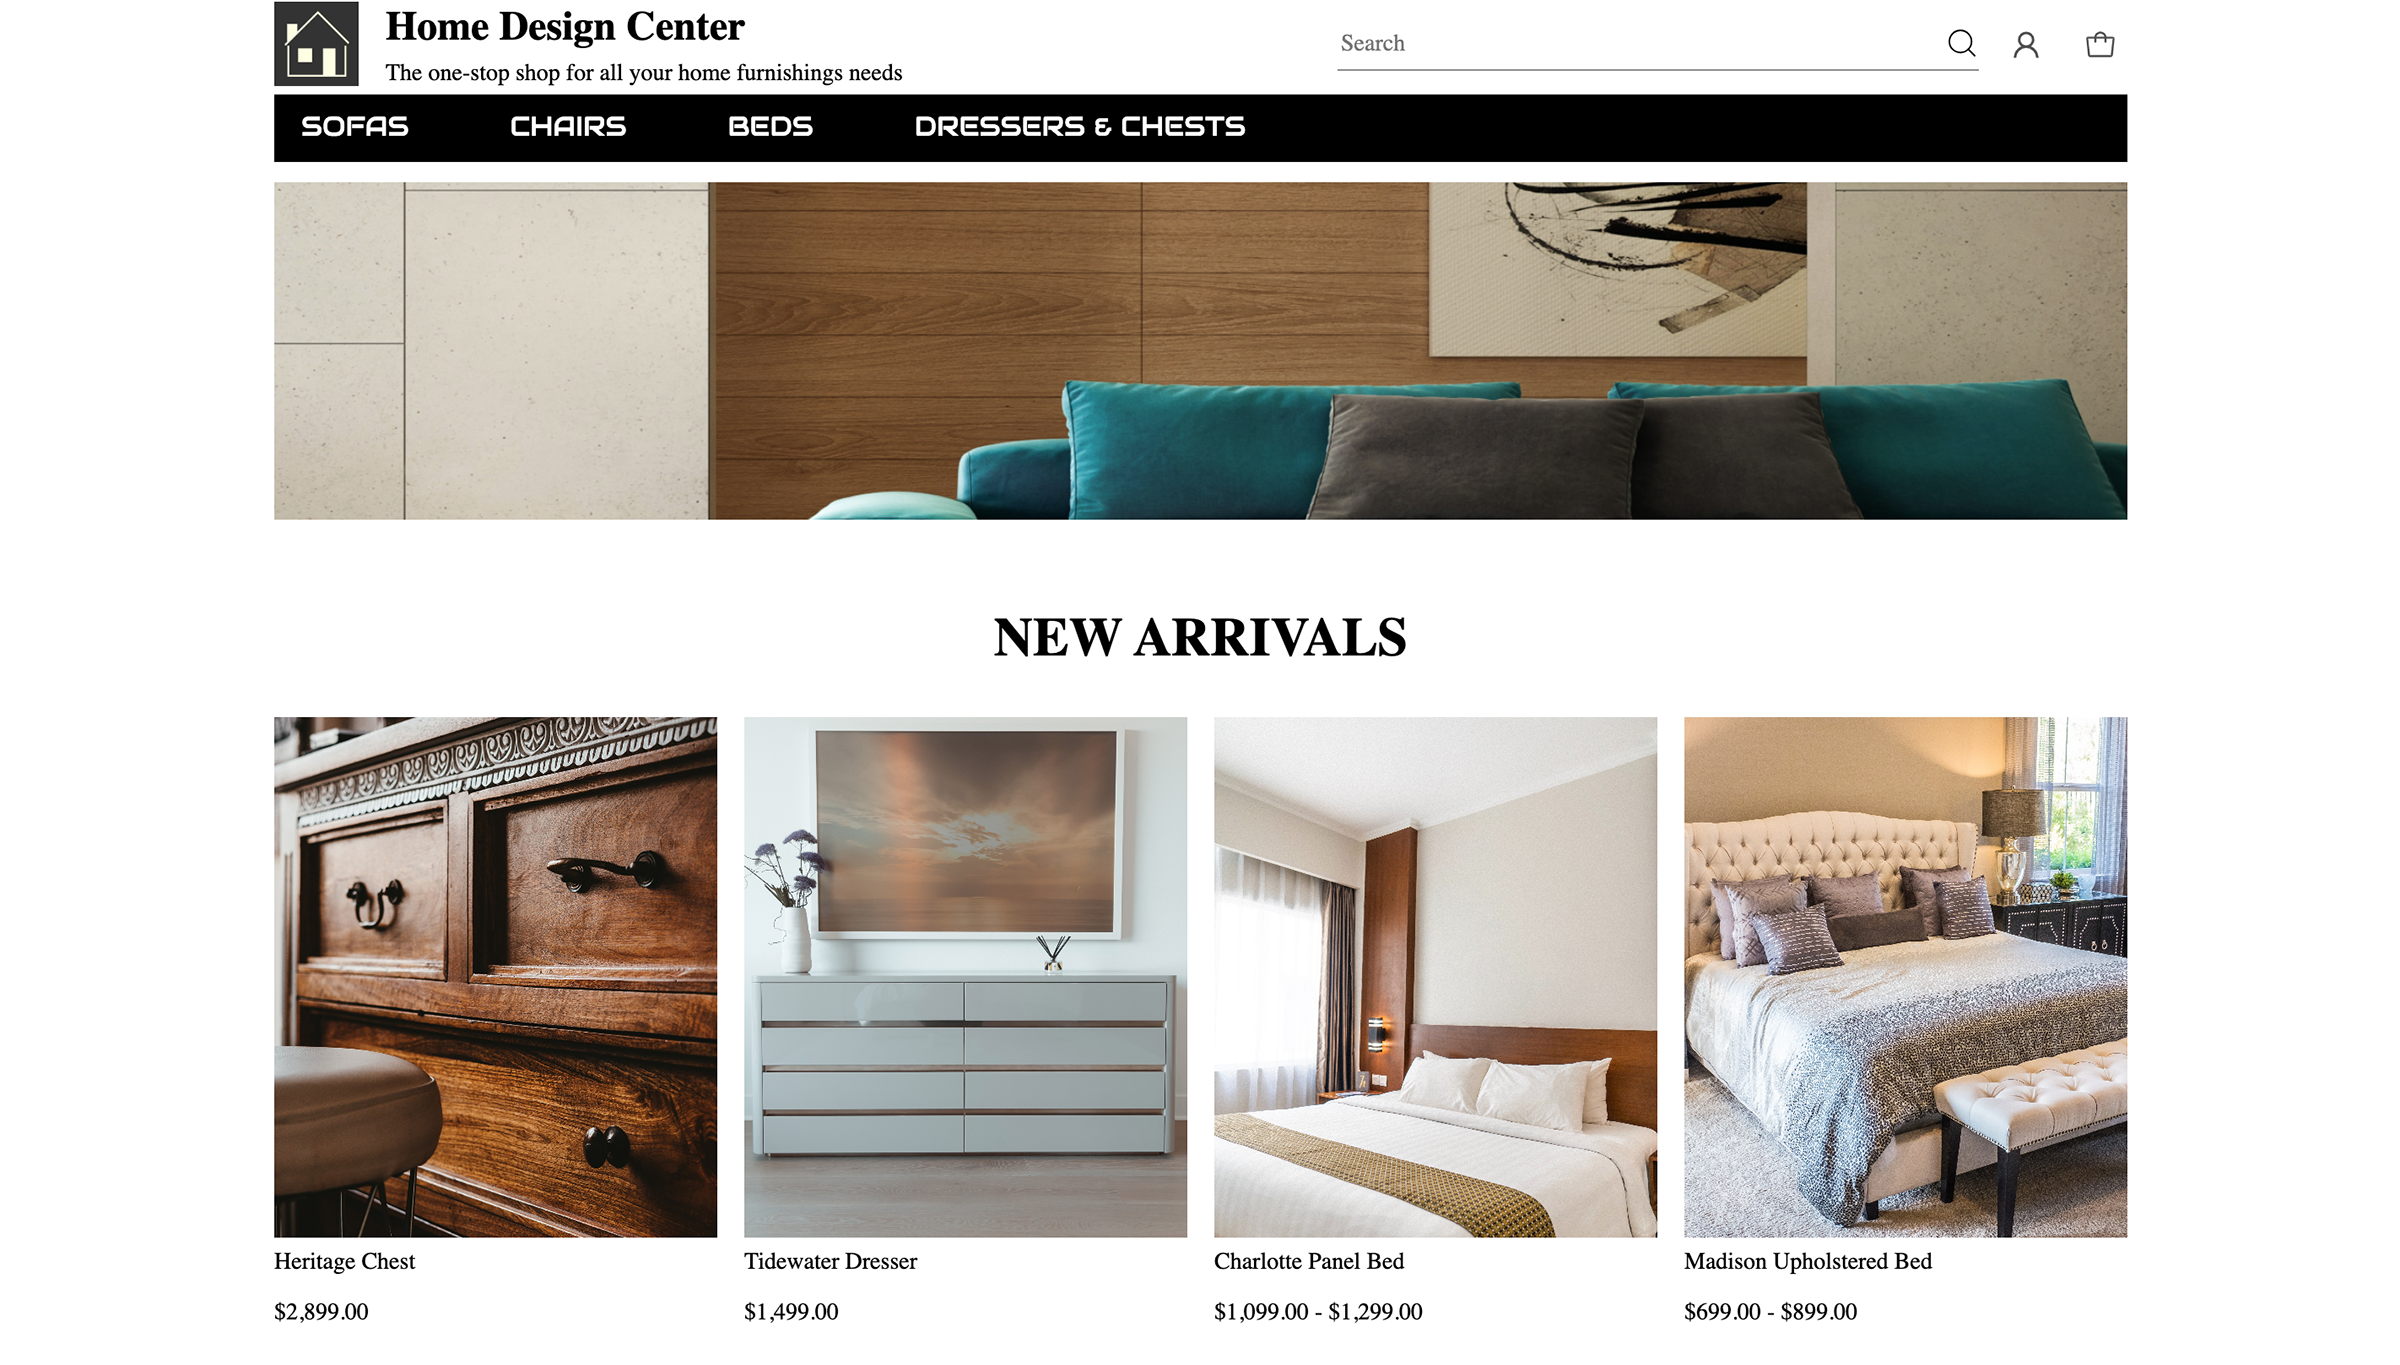 Home Design Center
The one-stop shop for all your home furnishings needs
Search
SOFAS CHAIRS BEDS DRESSERS & CHESTS
NEW ARRIVALS
Heritage Chest
$2,899.00
Tidewater Dresser
$1,499.00
Charlotte Panel Bed
$1,099.00 - $1,299.00
Madison Upholstered Bed
$699.00 - $899.00